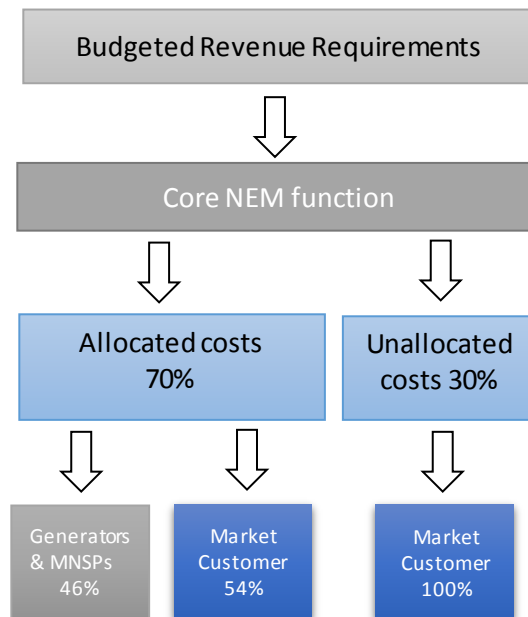 Budgeted Revenue Requirements
Core NEM function
Allocated costs
70%
Unallocated
costs 30%
Generators
& MNSPs
46%
Market
Customer
54%
Market
Customer
100%